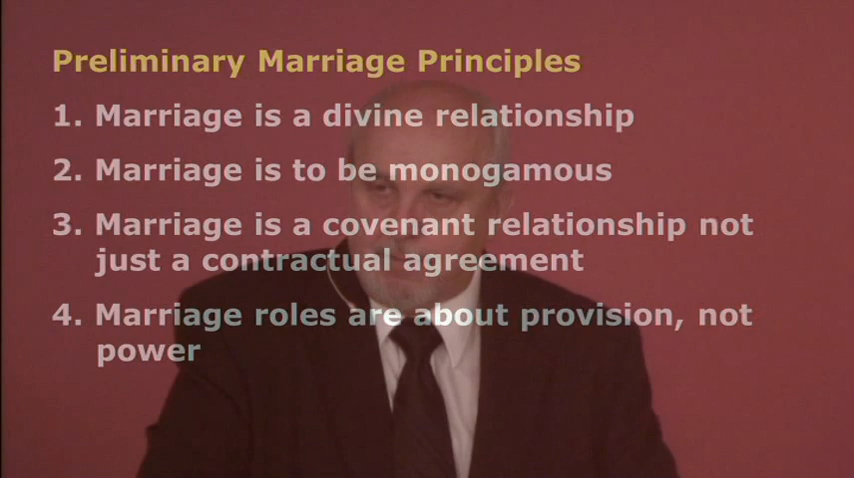 Preliminary Marriage Principles
1. Marriage is a divine relationship
2. Marriage is to be monogamous
3. Marriage is a covenant relationship not
just a contractual agreement
4. Marriage roles are about provision, not
power